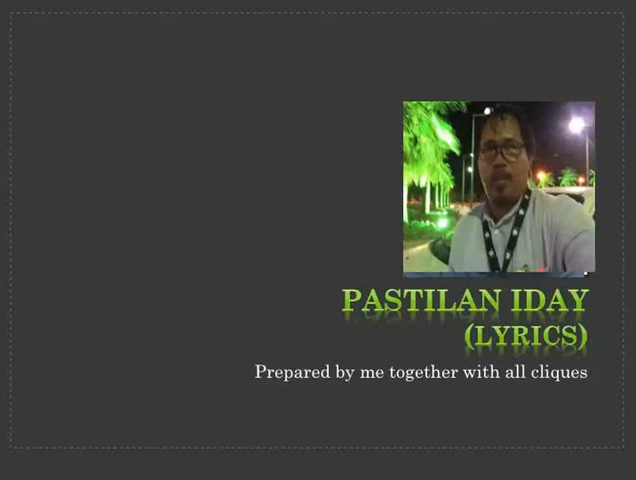 PASTILAN IDAY
(LYRICS)
Prepared by me together with all cliques